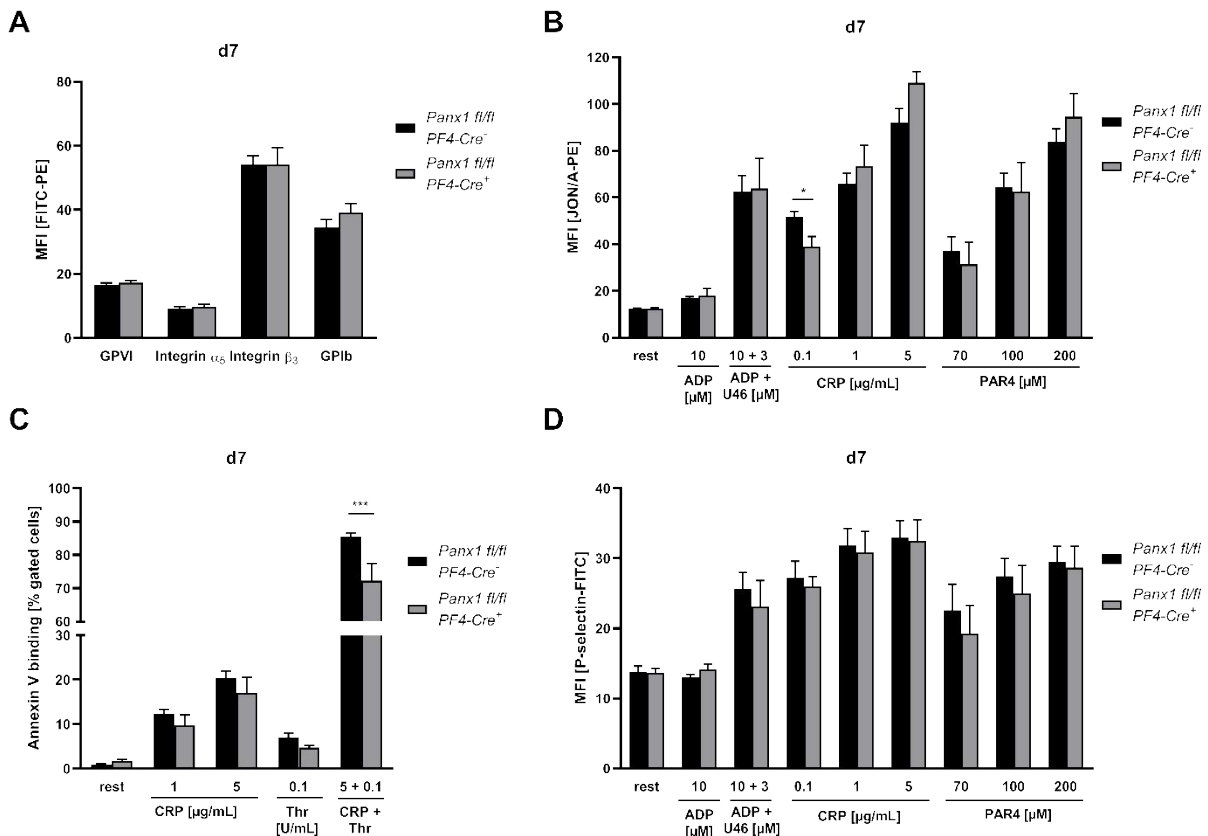 A
d7
MFI [FITC-PE]
80
60
40
20
0
GPVI Integrin α5 Integrin β3 GPIb
Panx1 fl/fl
PF4-Cre-
Panx1 fl/fl
PF4-Cre+
B
d7
MFI [JON/A-PE]
120
100
80
60
40
20
0
*
rest 10 10 + 3 0.1 1 5 70 100 200
ADP
[µM]
ADP +
U46 [µM]
CRP [µg/mL]
PAR4 [µM]
Panx1 fl/fl
PF4-Cre-
Panx1 fl/fl
PF4-Cre+
C
d7
Annexin V binding [% gated cells]
100
90
80
70
60
30
20
10
0
***
rest 1 5 0.1 5 + 0.1
CRP [µg/mL]
Thr
[U/mL]
CRP +
Thr
Panx1 fl/fl
PF4-Cre-
Panx1 fl/fl
PF4-Cre+
D
d7
MFI [P-selectin-FITC]
40
30
20
10
0
rest 10 10 + 3 0.1 1 5 70 100 200
ADP
[µM]
ADP +
U46 [µM]
CRP [µg/mL]
PAR4 [µM]
Panx1 fl/fl
PF4-Cre-
Panx1 fl/fl
PF4-Cre+